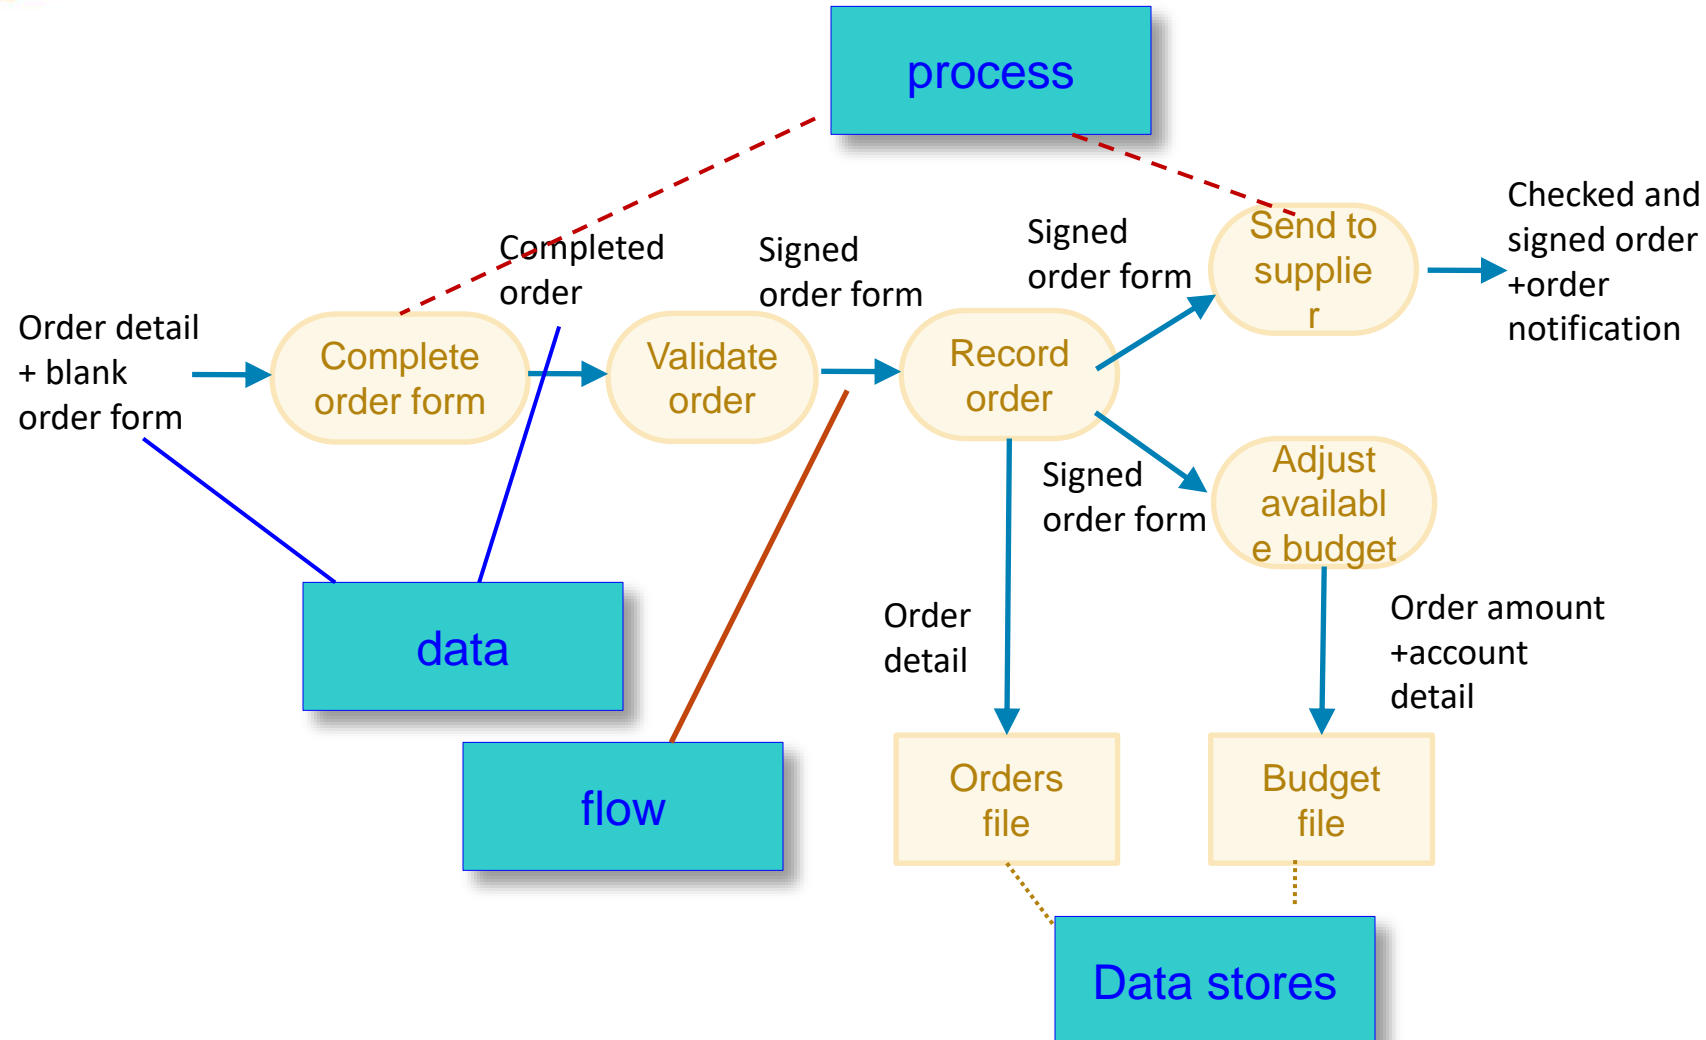 process
Checked and
signed order
+order
notification
Send to
supplie
r
Signed
order form
Completed
order
Signed
order form
Order detail
+ blank
order form
Complete
order form
Validate
order
Record
order
Signed
order form
Adjust
availabl
e budget
data
Order
detail
Order amount
+account
detail
flow
Orders
file
Budget
file
Data stores